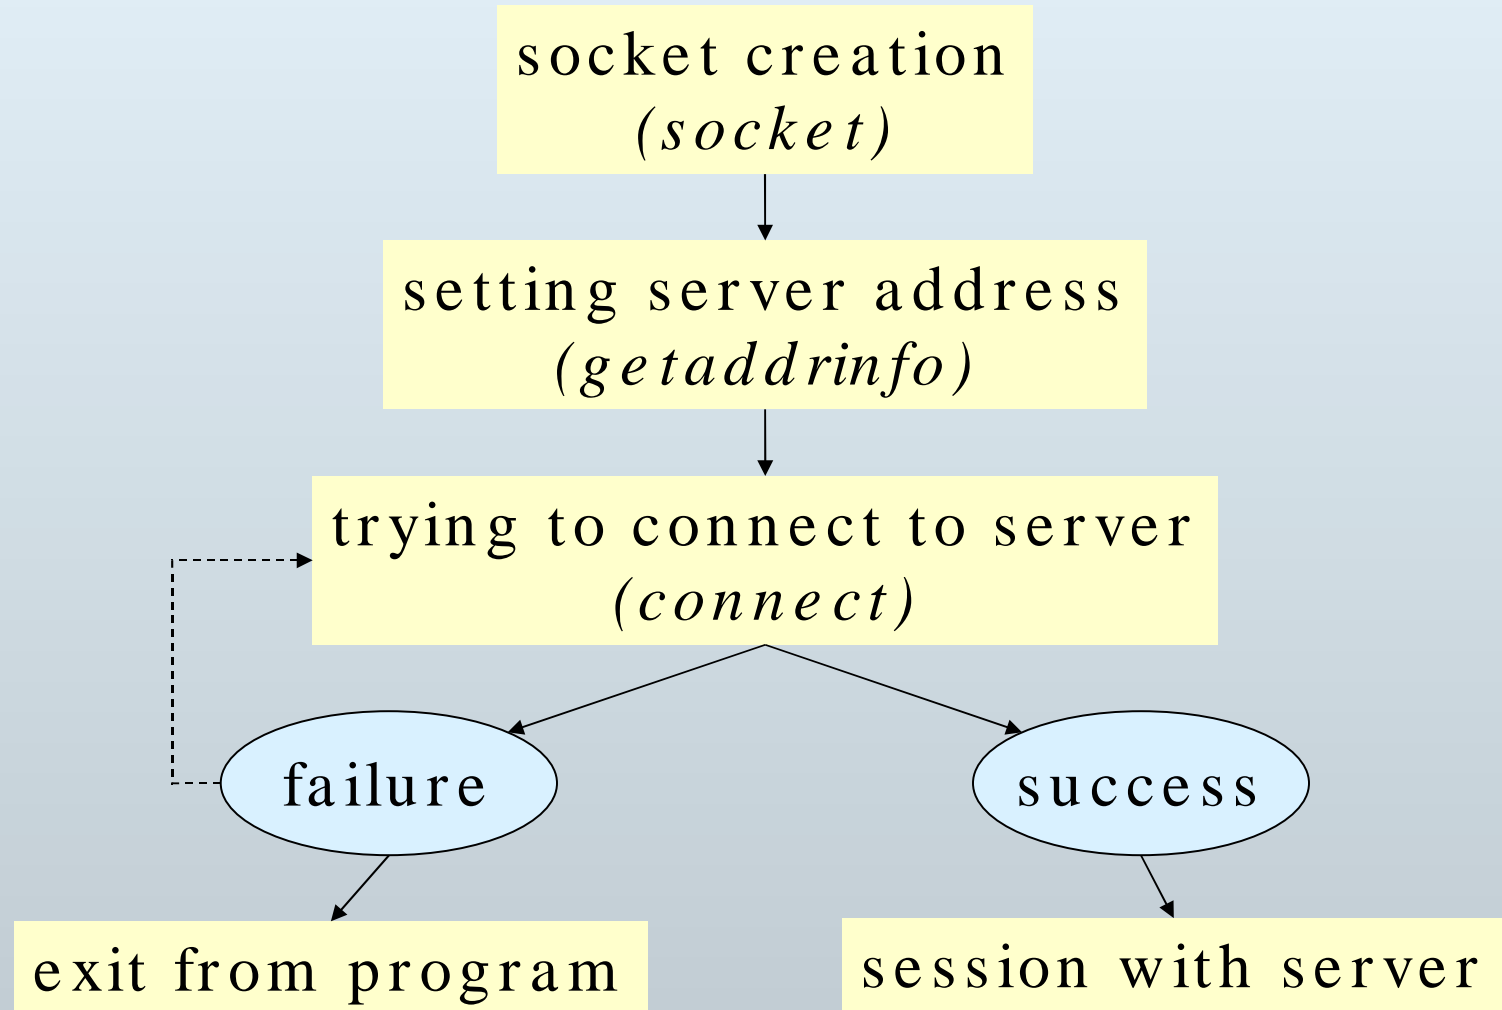 socket creation
(socket)
setting server address
(getaddrinfo)
trying to connect to server
(connect)
failure
success
exit from program
session with server